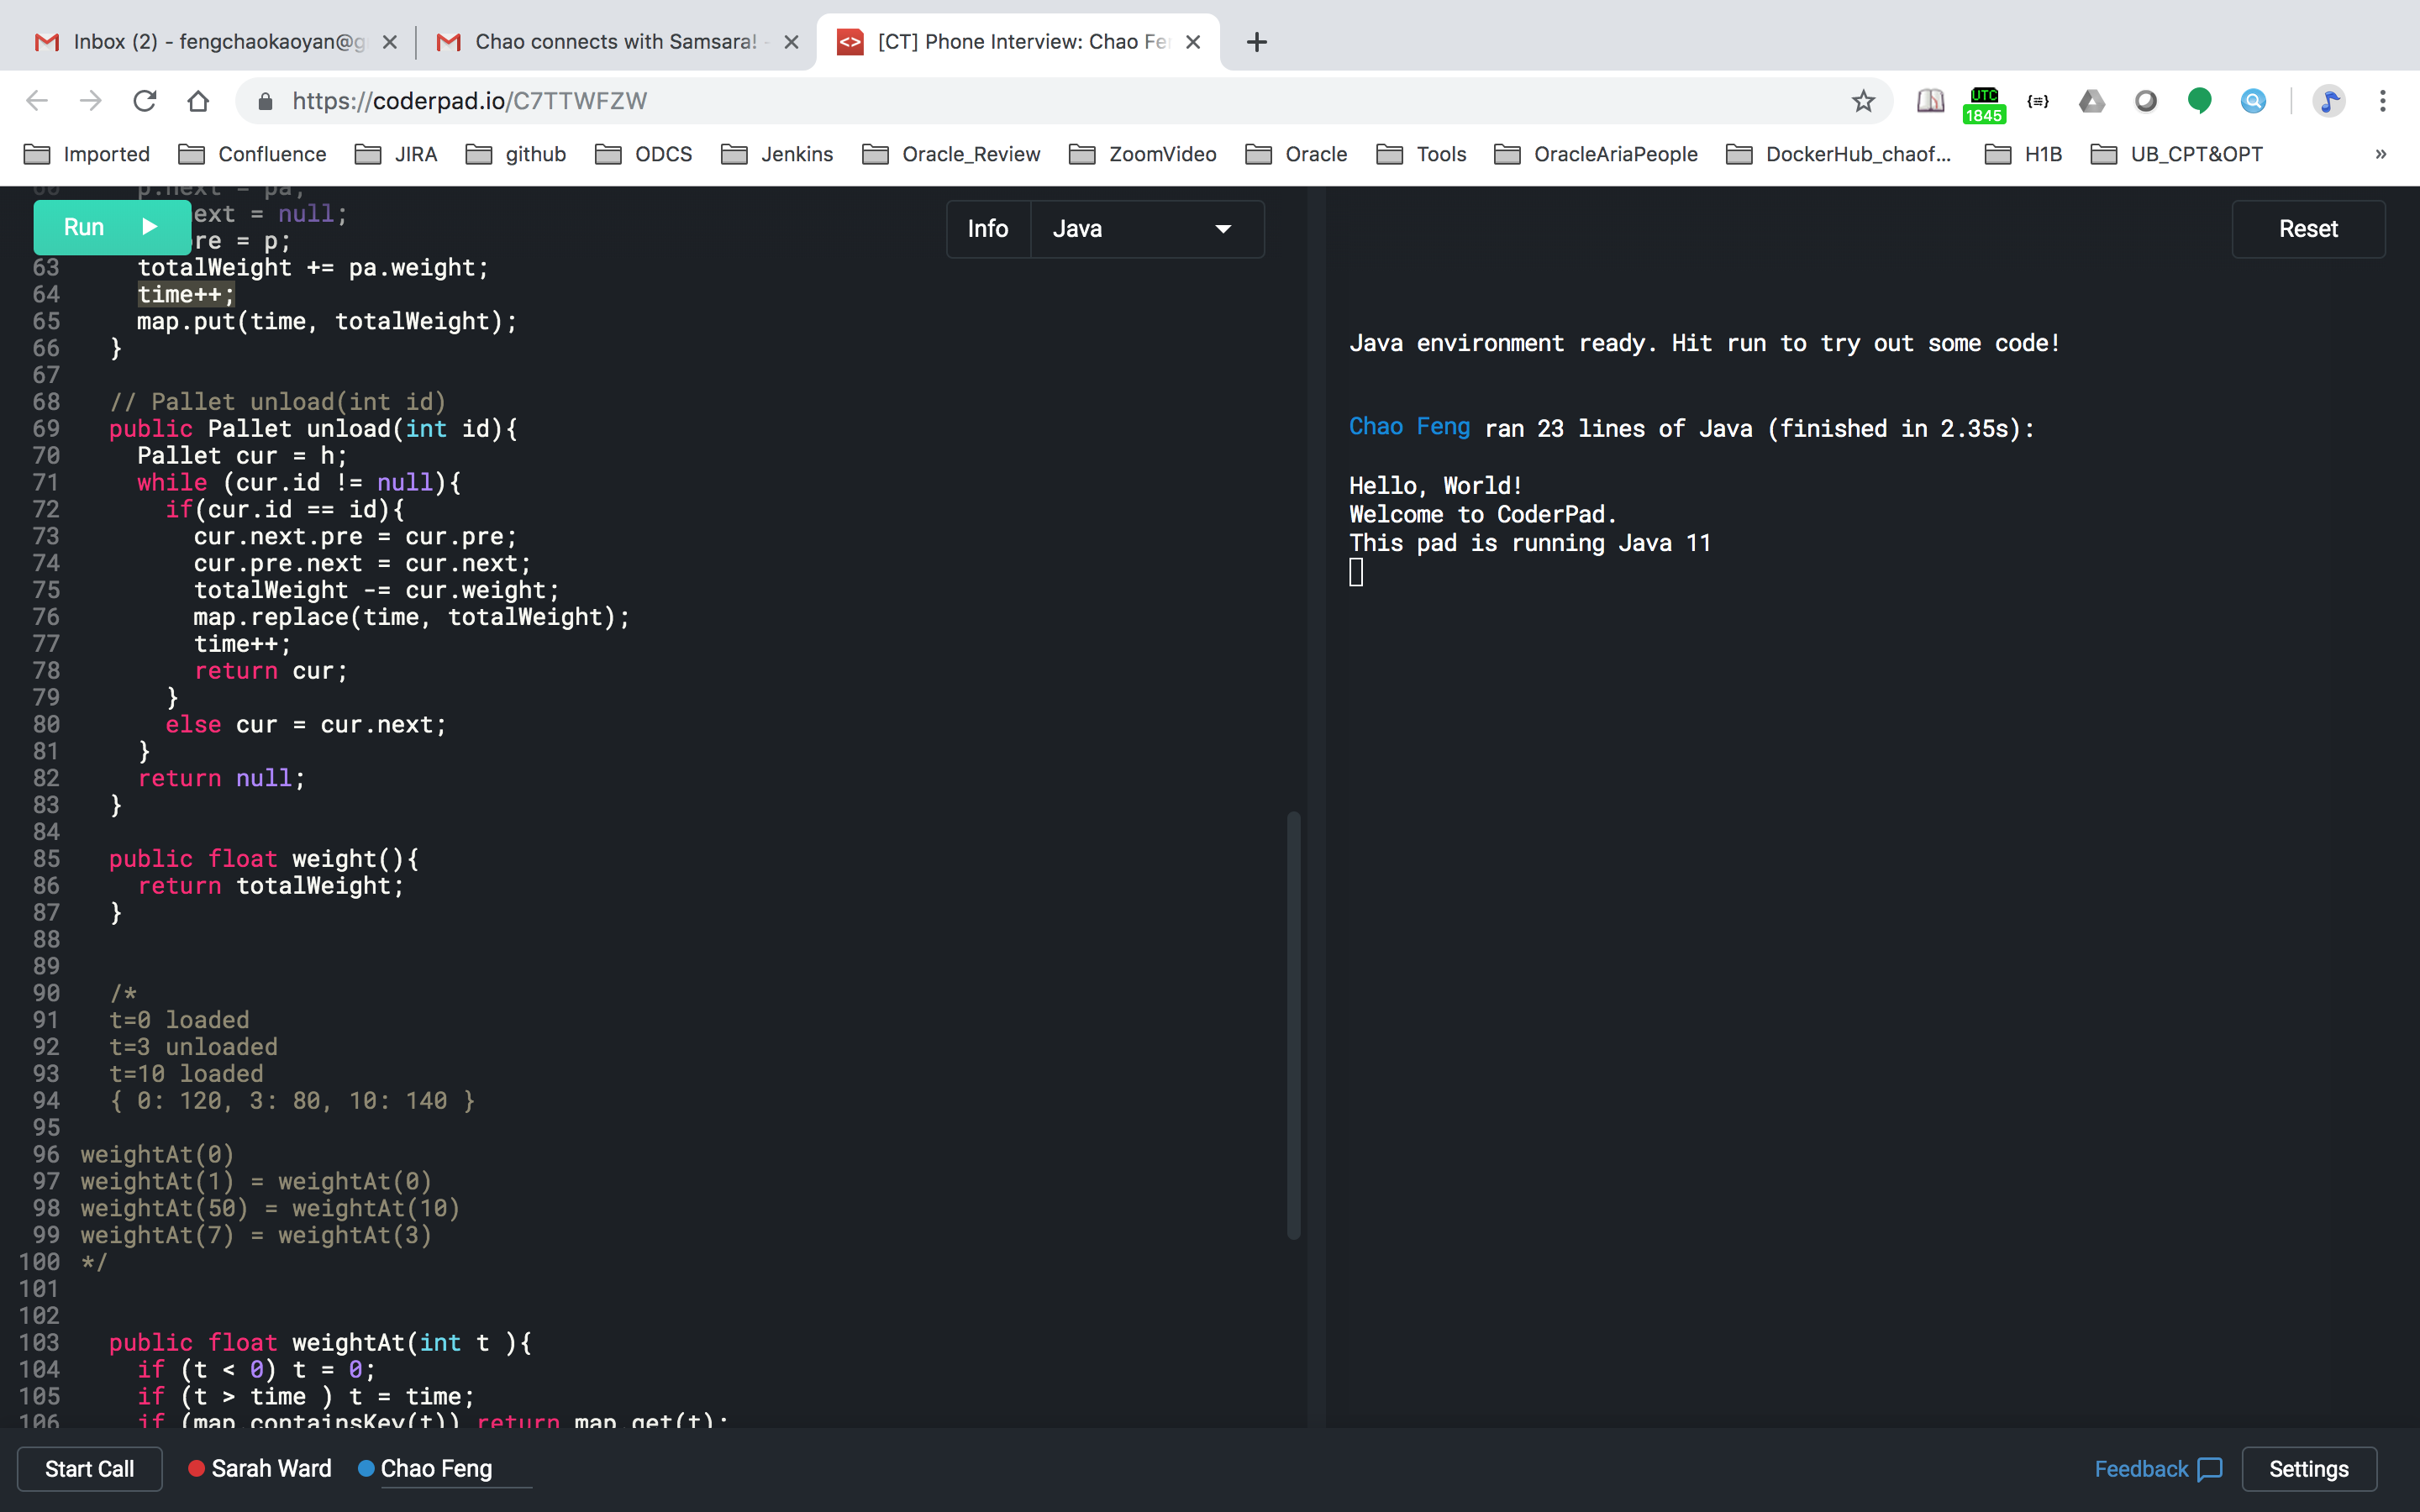 Inbox (2) - fengchaokaoyan@g
Chao connects with Samsara! -
[CT] Phone Interview: Chao Fe
https://coderpad.io/C7TTWFZW
UTC
1845
Imported
Confluence
JIRA
github
ODCS
Jenkins
Oracle_Review
ZoomVideo
Oracle
Tools
OracleAriaPeople
DockerHub_chaof...
H1B
UB_CPT&OPT
»
Run
Info
Java
Reset
60 p.next = pa;
ext = null;
re = p;
63 totalWeight += pa.weight;
64 time++;
65 map.put(time, totalWeight);
66 }
67
68 // Pallet unload(int id)
69 public Pallet unload(int id){
70 Pallet cur = h;
71 while (cur.id != null){
72 if(cur.id == id){
73 cur.next.pre = cur.pre;
74 cur.pre.next = cur.next;
75 totalWeight -= cur.weight;
76 map.replace(time, totalWeight);
77 time++;
78 return cur;
79 }
80 else cur = cur.next;
81 }
82 return null;
83 }
84
85 public float weight(){
86 return totalWeight;
87 }
88
89
90 /*
91 t=0 loaded
92 t=3 unloaded
93 t=10 loaded
94 { 0: 120, 3: 80, 10: 140 }
95
96 weightAt(0)
97 weightAt(1) = weightAt(0)
98 weightAt(50) = weightAt(10)
99 weightAt(7) = weightAt(3)
100 */
101
102
103 public float weightAt(int t ){
104 if (t < 0) t = 0;
105 if (t > time ) t = time;
106 if (map.containsKey(t)) return map.get(t);
Java environment ready. Hit run to try out some code!
Chao Feng ran 23 lines of Java (finished in 2.35s):
Hello, World!
Welcome to CoderPad.
This pad is running Java 11
Start Call
Sarah Ward
Chao Feng
Feedback
Settings